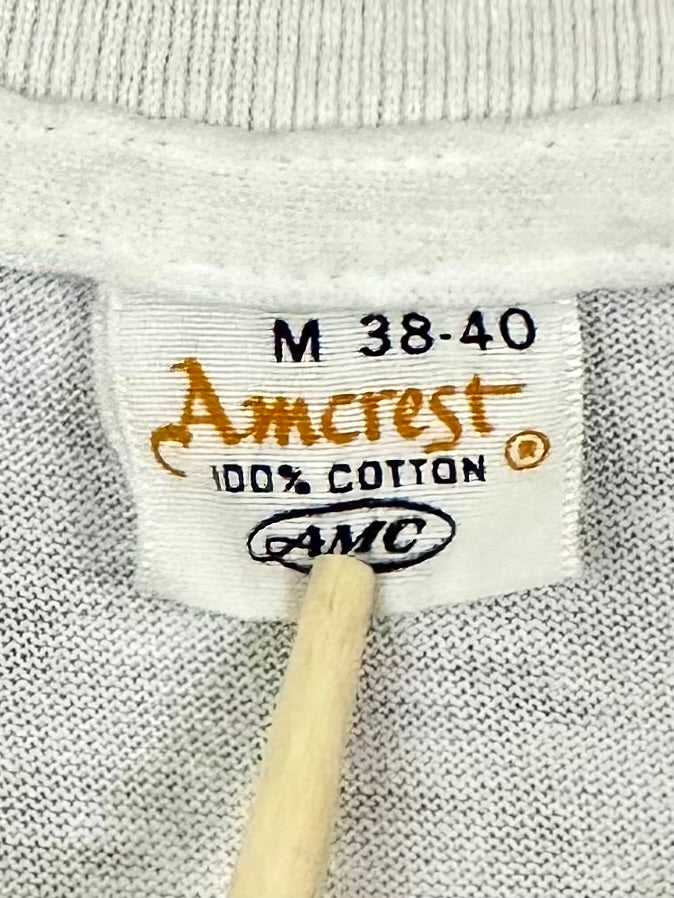 M 38-40
Amcrest ®
100% COTTON
AMC